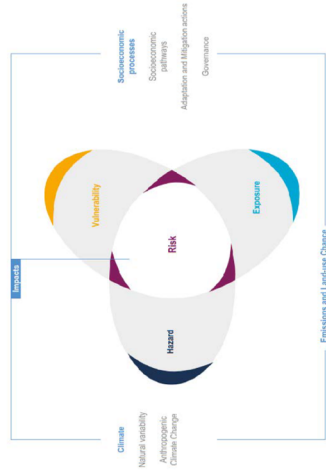 Impacts
Climate
Natural variability
Anthropogenic
Climate Change
Vulnerability
Hazard
Risk
Exposure
Socioeconomic
processes
Socioeconomic
pathways
Adaptation and Mitigation actions
Governance
Emissions and Land-use Change